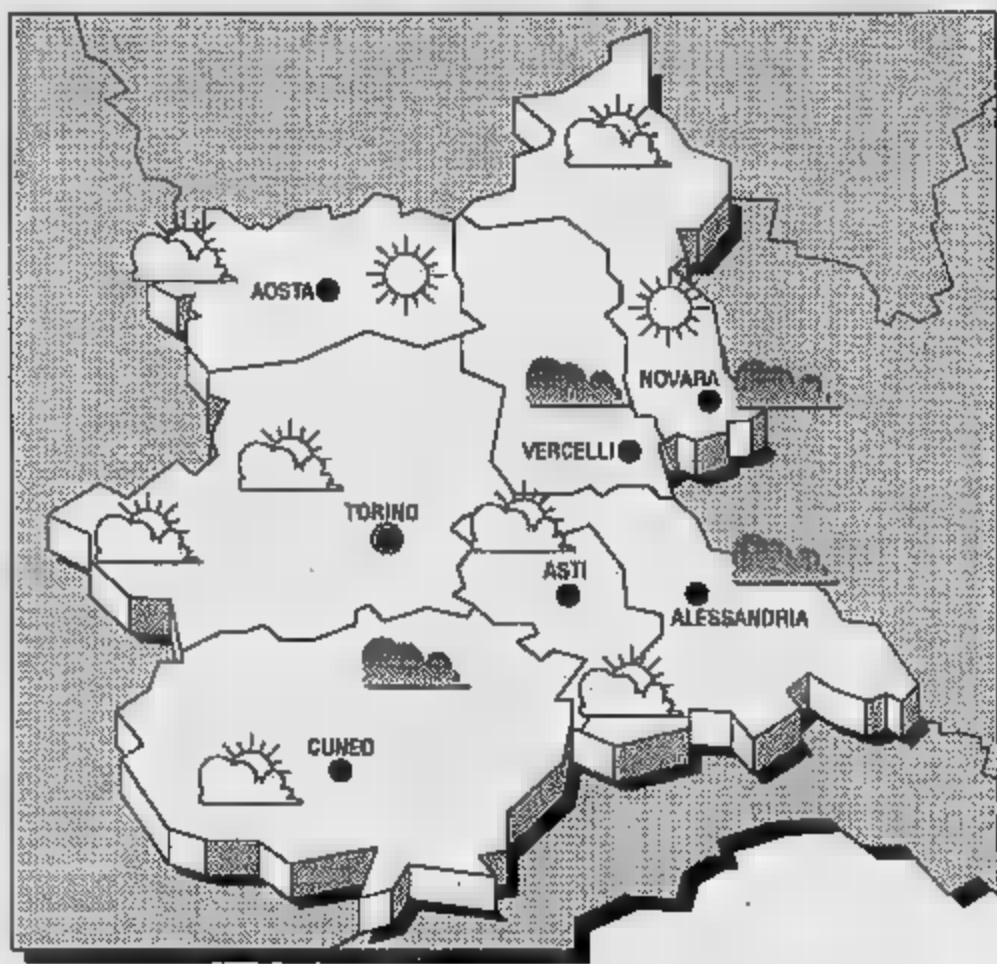 AOSTA
NOVARA
VERCELLI
TORINO
ASTI
ALESSANDRIA
CUNEO